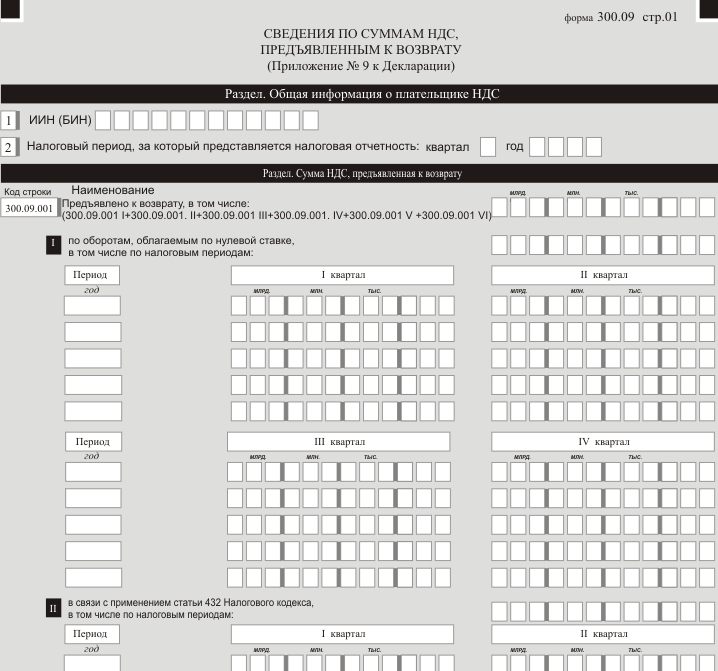 форма 300.09 стр.01
СВЕДЕНИЯ ПО СУММАМ НДС,
ПРЕДЪЯВЛЕННЫМ К ВОЗВРАТУ
(Приложение № 9 к Декларации)
Раздел. Общая информация о плательщике НДС
1 ИИН (БИН)
2 Налоговый период, за который представляется налоговая отчетность: квартал год
Раздел. Сумма НДС, предъявленная к возврату
Код строки Наименование
МЛРД. МЛН. ТЫС.
300.09.001 Предъявлено к возврату, в том числе:
(300.09.001 I+300.09.001. II+300.09.001 III+300.09.001. IV+300.09.001 V +300.09.001 VI)
I по оборотам, облагаемым по нулевой ставке,
в том числе по налоговым периодам:
Период I квартал II квартал
год МЛРД. МЛН. ТЫС. МЛРД. МЛН. ТЫС.
Период III квартал IV квартал
год МЛРД. МЛН. ТЫС. МЛРД. МЛН. ТЫС.
II в связи с применением статьи 432 Налогового кодекса,
в том числе по налоговым периодам:
Период I квартал II квартал
год МЛРД. МЛН. ТЫС. МЛРД. МЛН. ТЫС.